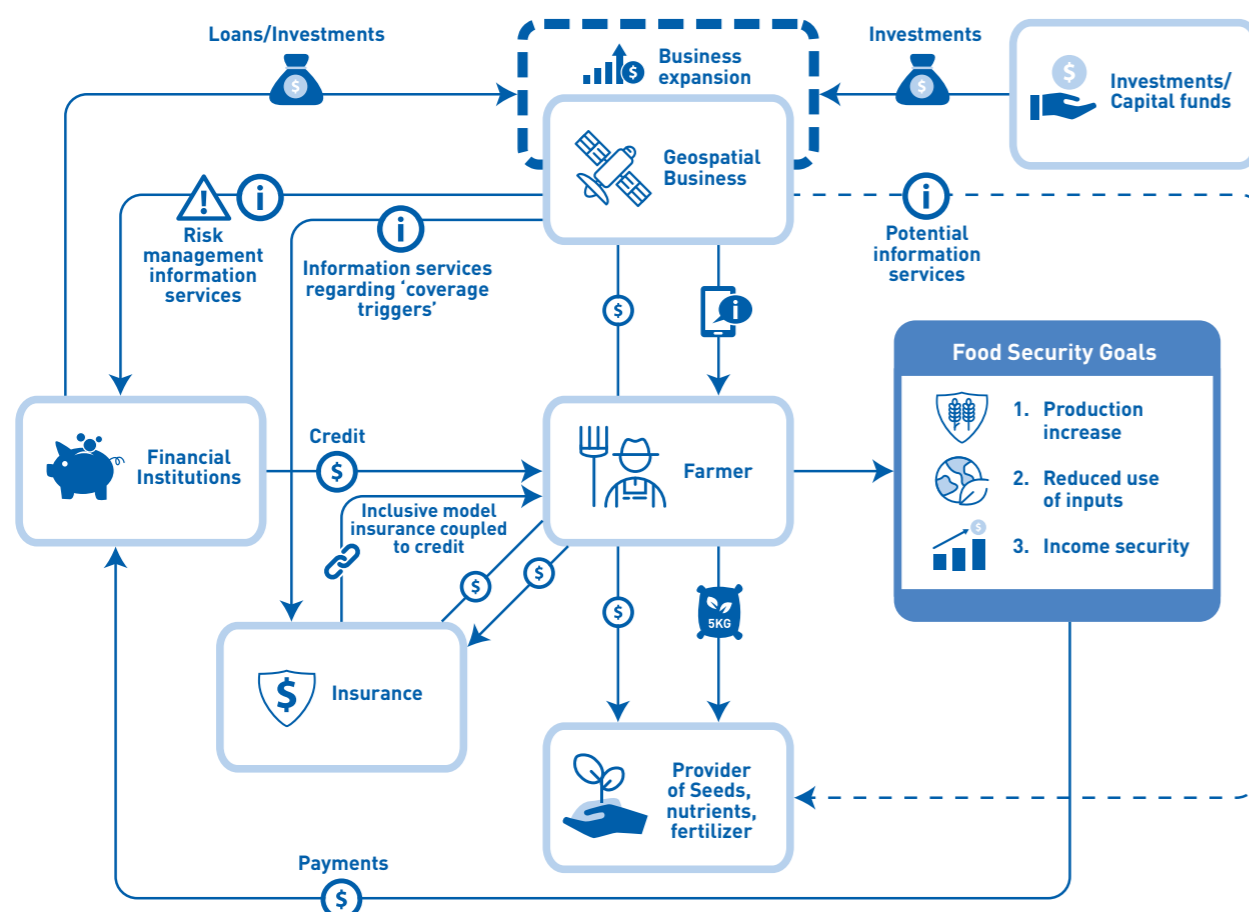 Loans/Investments
Business
expansion
Investments
$
$
$
$
Investments/
Capital funds
Geospatial
Business
!
i
i
i
Risk
management
information
services
Information services
regarding ‘coverage
triggers’
Potential
information
services
$
i
Food Security Goals
1. Production
increase
2. Reduced use
of inputs
$
3. Income security
Financial
Institutions
Credit
$
Farmer
Inclusive model
insurance coupled
to credit
$
$
$
5KG
$
Insurance
Provider
of Seeds,
nutrients,
fertilizer
Payments
$